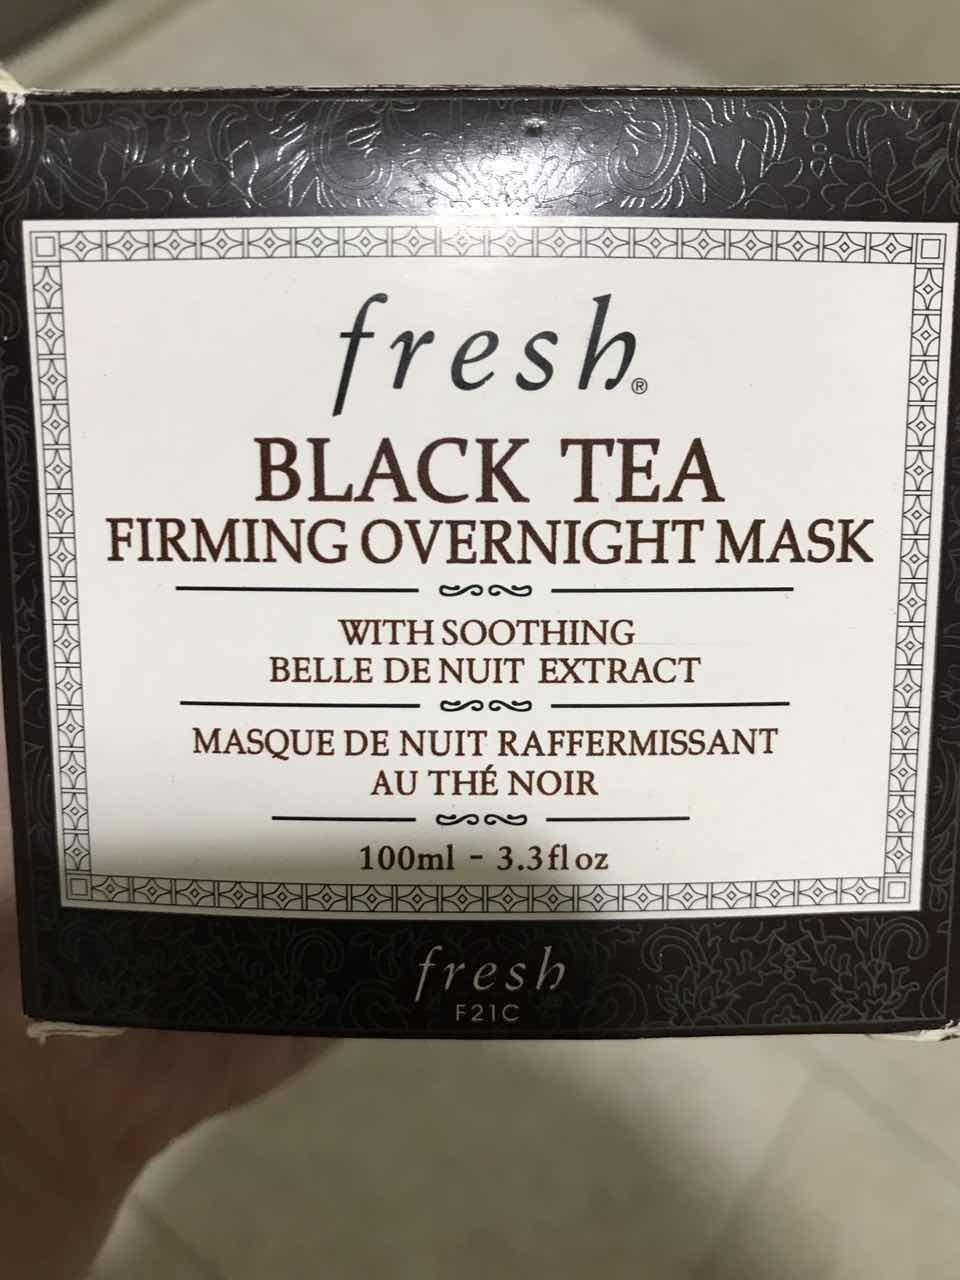 fresh®
BLACK TEA
FIRMING OVERNIGHT MASK
WITH SOOTHING
BELLE DE NUIT EXTRACT
MASQUE DE NUIT RAFFERMISSANT
AU THÉ NOIR
100ml - 3.3fl oz
fresh
F21C